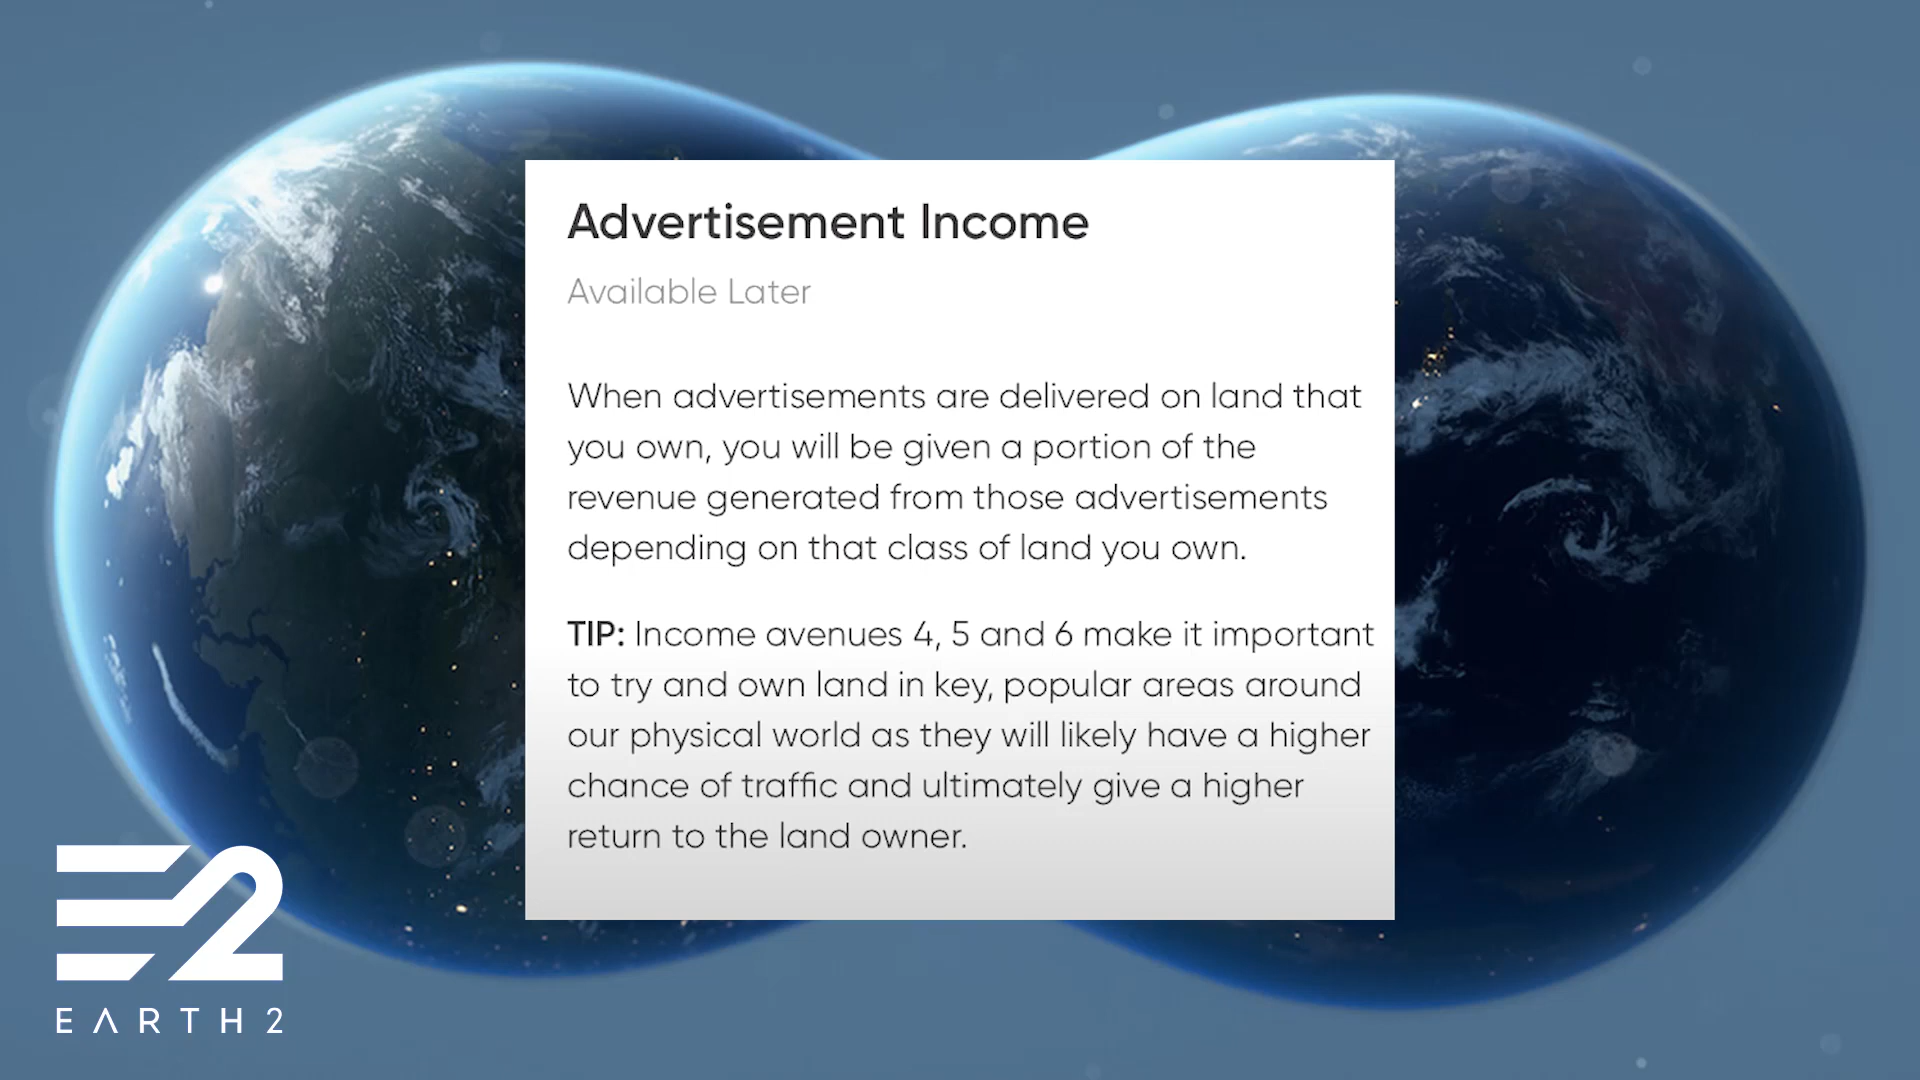 Advertisement Income
Available Later
When advertisements are delivered on land that
you own, you will be given a portion of the
revenue generated from those advertisements
depending on that class of land you own.
TIP: Income avenues 4, 5 and 6 make it important
to try and own land in key, popular areas around
our physical world as they will likely have a higher
chance of traffic and ultimately give a higher
return to the land owner.
E2
EARTH 2